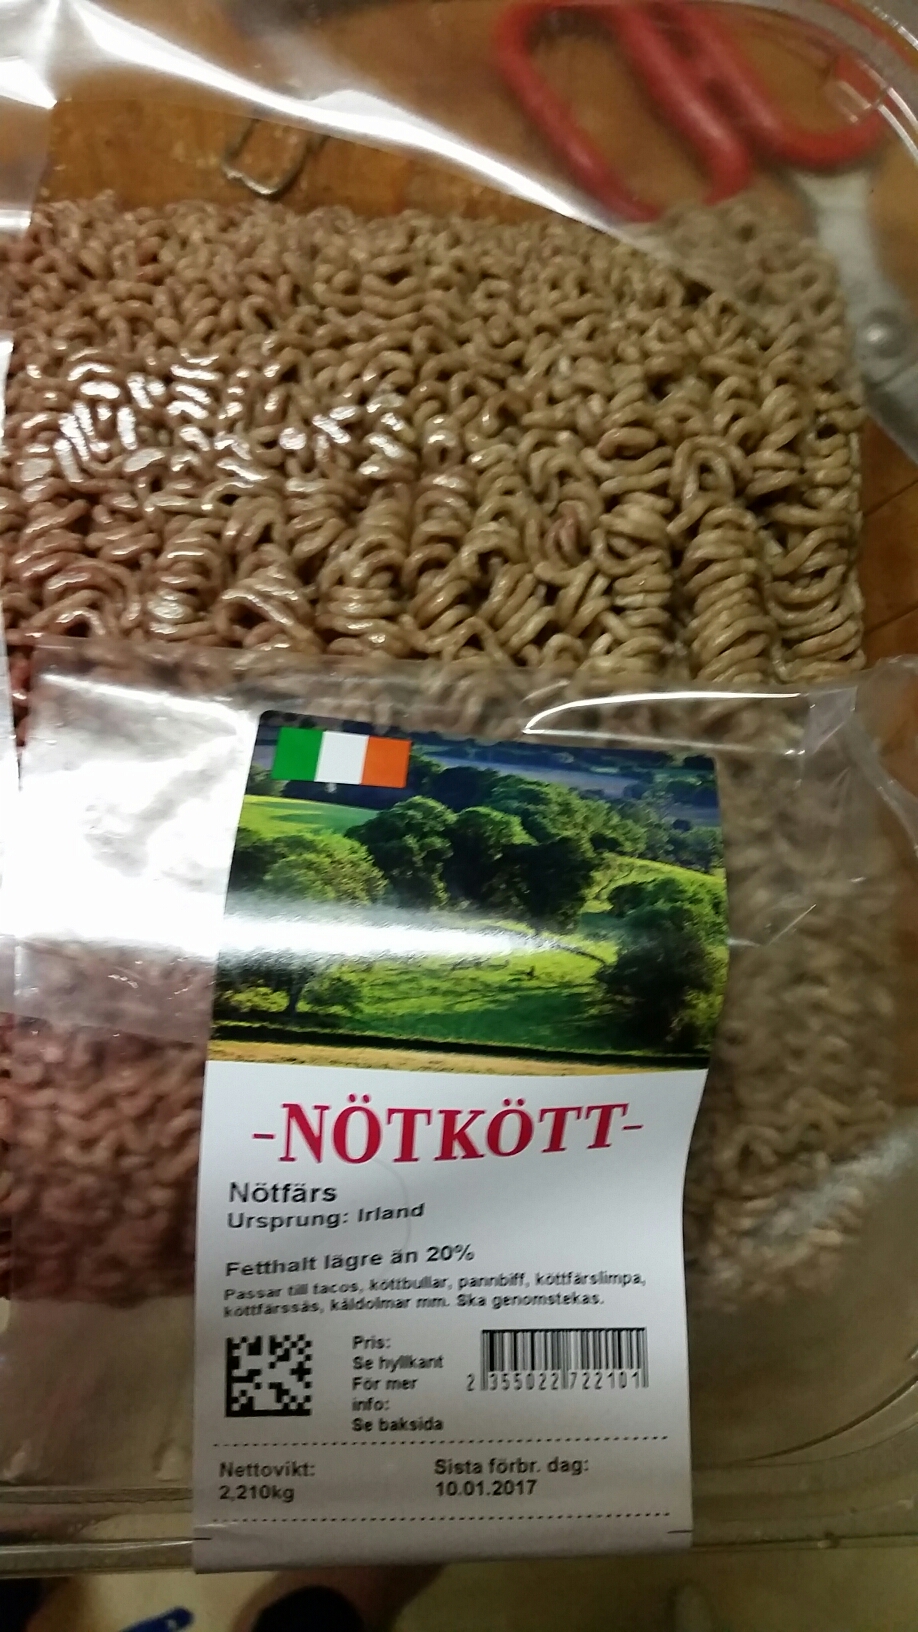 -NÖTKÖTT-
Nötfärs
Ursprung: Irland
Fetthalt lägre än 20%
Passar till tacos, köttbullar, pannbiff, köttfärslimpa,
köttfärssås, kåldolmar mm. Ska genomstekas.
Pris:
Se hyllkant
För mer
info:
Se baksida
2 355022 722101
Nettovikt:
2,210kg
Sista förbr. dag:
10.01.2017